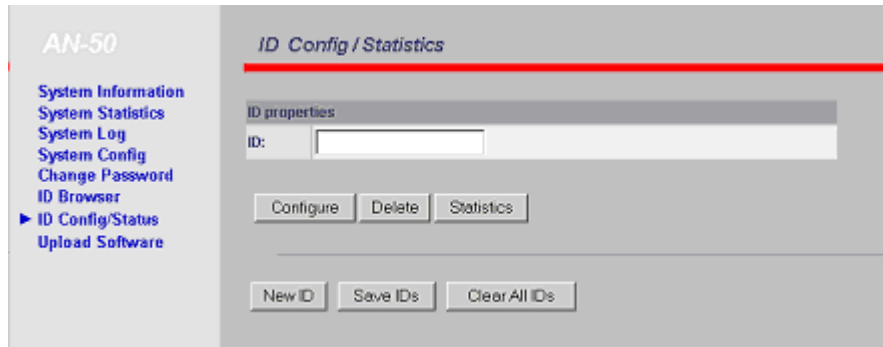 AN-50
System Information
System Statistics
System Log
System Config
Change Password
ID Browser
ID Config/Status
Upload Software
ID Config / Statistics
ID properties
ID:
Configure Delete Statistics
New ID Save IDs Clear All IDs